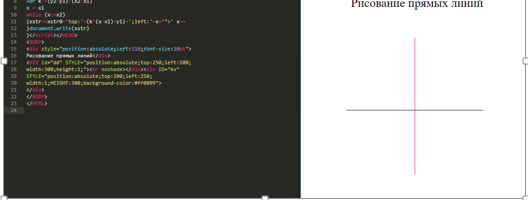 var k =(y2-y1)/(x2-x1)
x = x1
while (x<=x2)
{xstr+=xstr0+'top:'+(k*(x-x1)+y1)+';left:'+x+'">' x++
}document.write(xstr)
}</script></HEAD>
<BODY>
<div style="position:absolute;left:110;font-size:20pt">
Рисование прямых линий</div>
<DIV id="dd" STYLE="position:absolute;top:250;left:100;
width:300;height:1;"><hr noshade></div><div ID="kv"
STYLE="position:absolute;top:100;left:250;
width:1;HEIGHT:300;background-color:#ff0099">
</div>
</BODY>
</HTML>
Рисование прямых линий